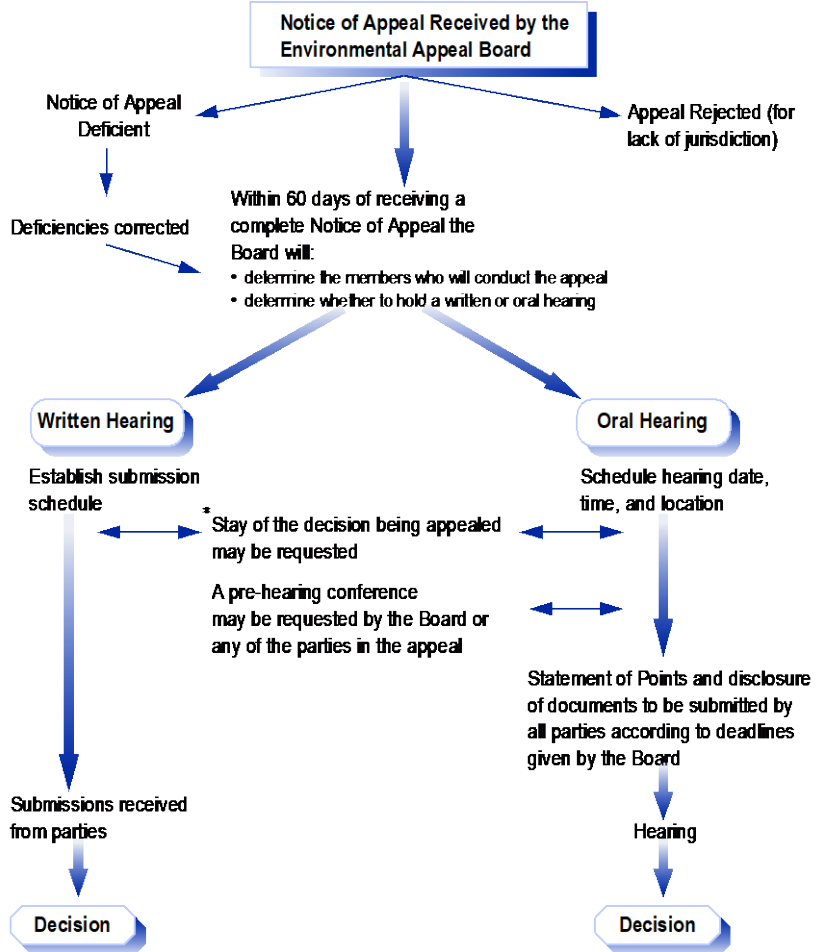 Notice of Appeal Received by the
Environmental Appeal Board
Notice of Appeal
Deficient
Appeal Rejected (for
lack of jurisdiction)
Deficiencies corrected
Within 60 days of receiving a
complete Notice of Appeal the
Board will:
• determine the members who will conduct the appeal
• determine whether to hold a written or oral hearing
Written Hearing
Oral Hearing
Establish submission
schedule
Schedule hearing date,
time, and location
* Stay of the decision being appealed
may be requested
A pre-hearing conference
may be requested by the Board or
any of the parties in the appeal
Statement of Points and disclosure
of documents to be submitted by
all parties according to deadlines
given by the Board
Submissions received
from parties
Hearing
Decision
Decision